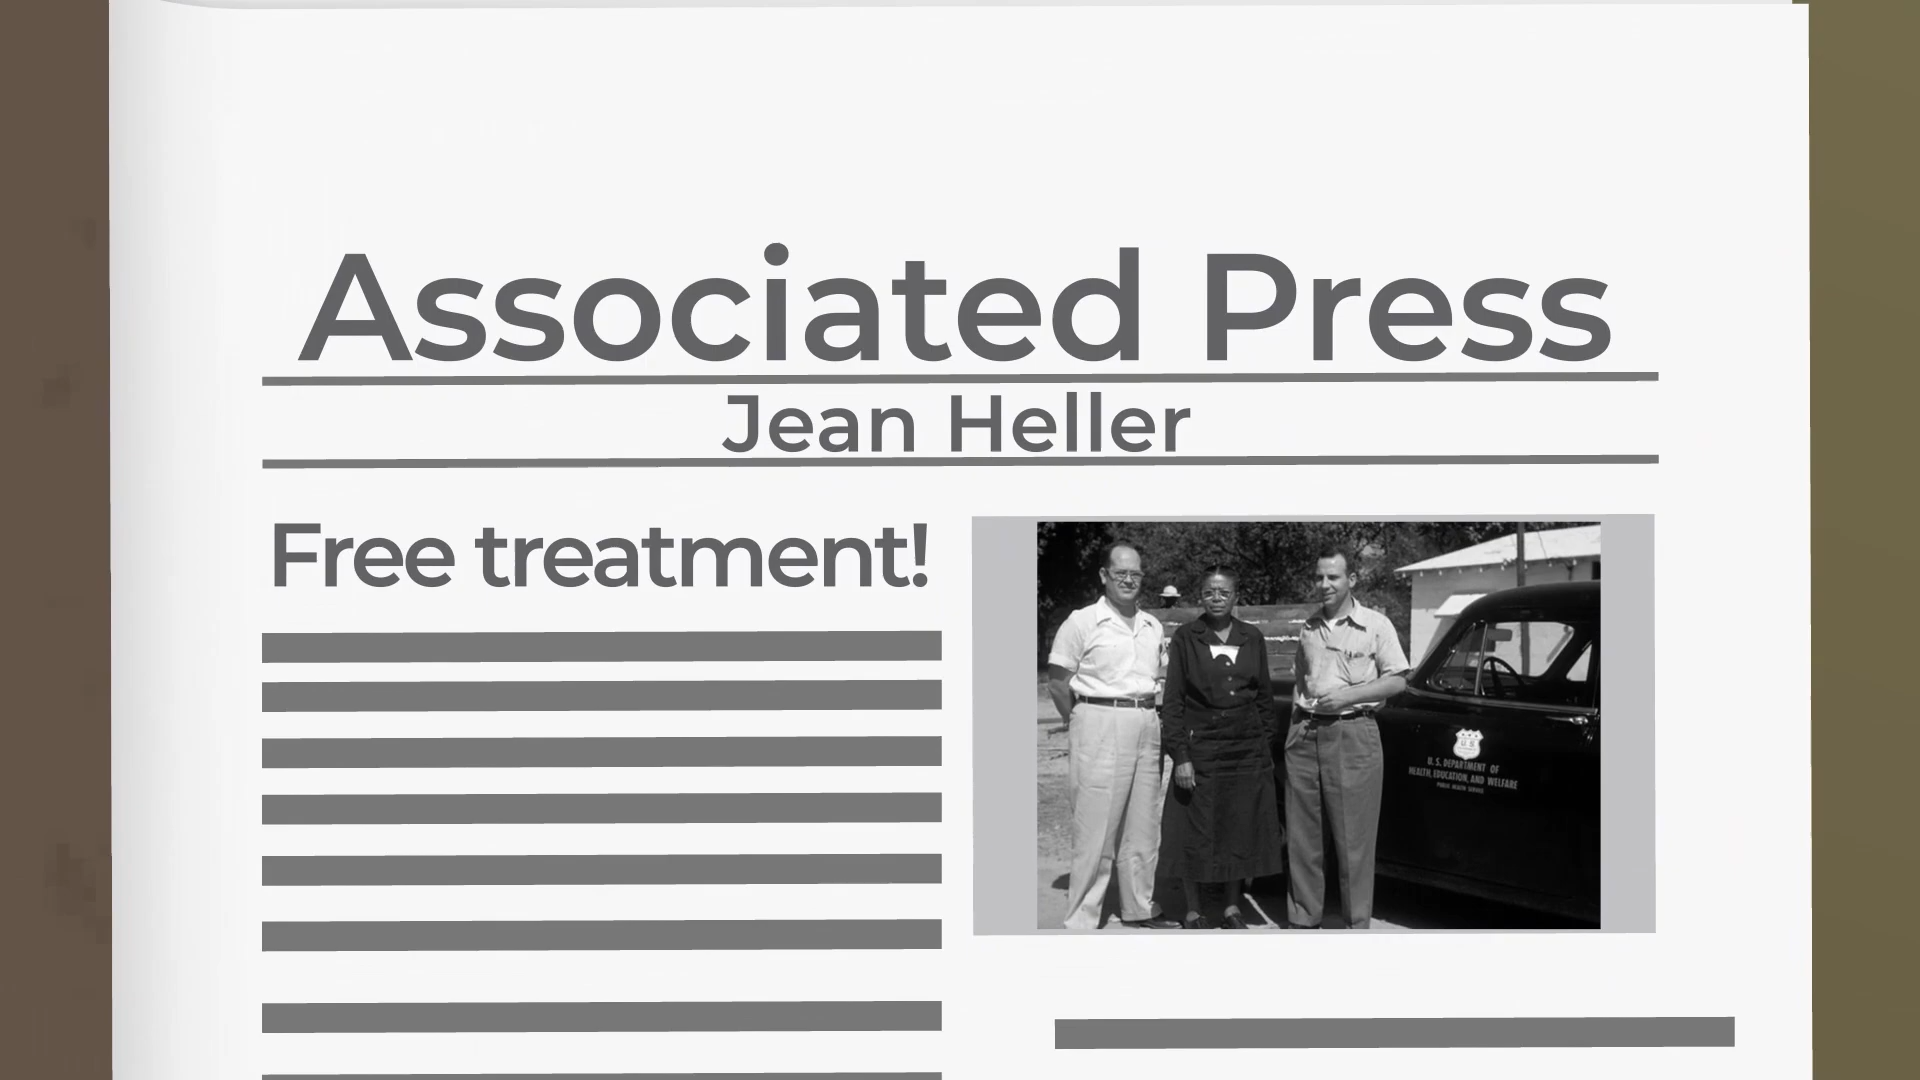 Associated Press
Jean Heller
Free treatment!
U.S. 
U. S. DEPARTMENT OF
HEALTH, EDUCATION, AND WELFARE
PUBLIC HEALTH SERVICE